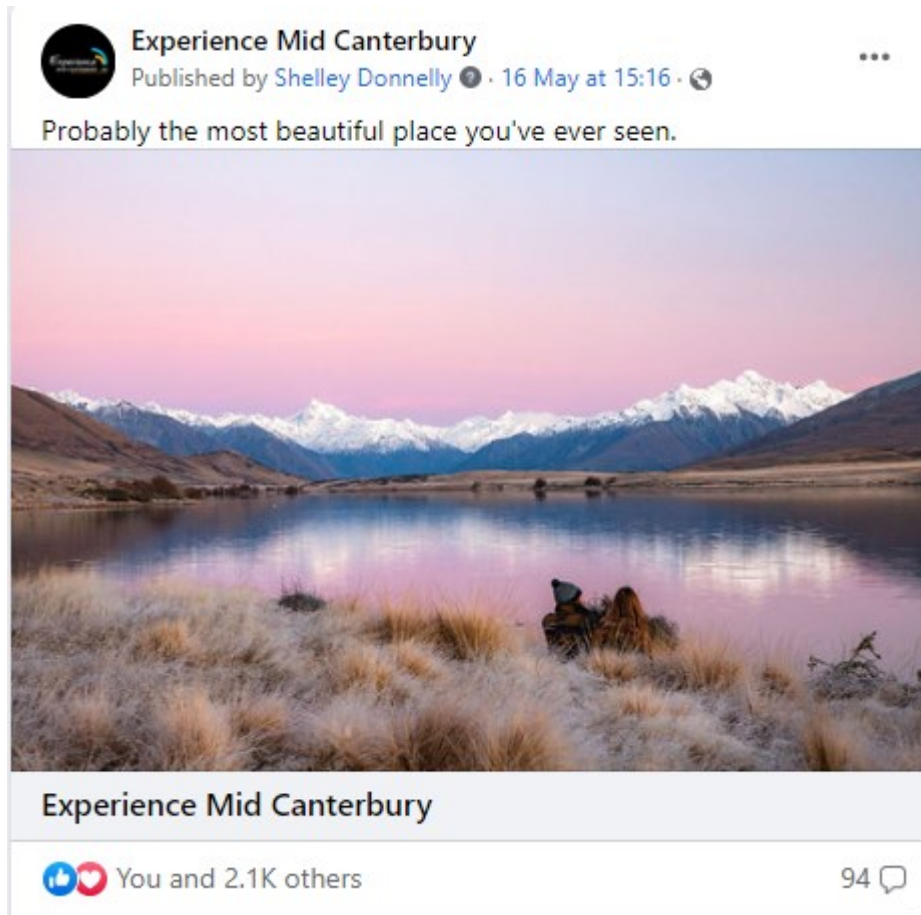 Experience
Experience Mid Canterbury
Published by Shelley Donnelly · 16 May at 15:16 ·
Probably the most beautiful place you've ever seen.
Experience Mid Canterbury
You and 2.1K others
94